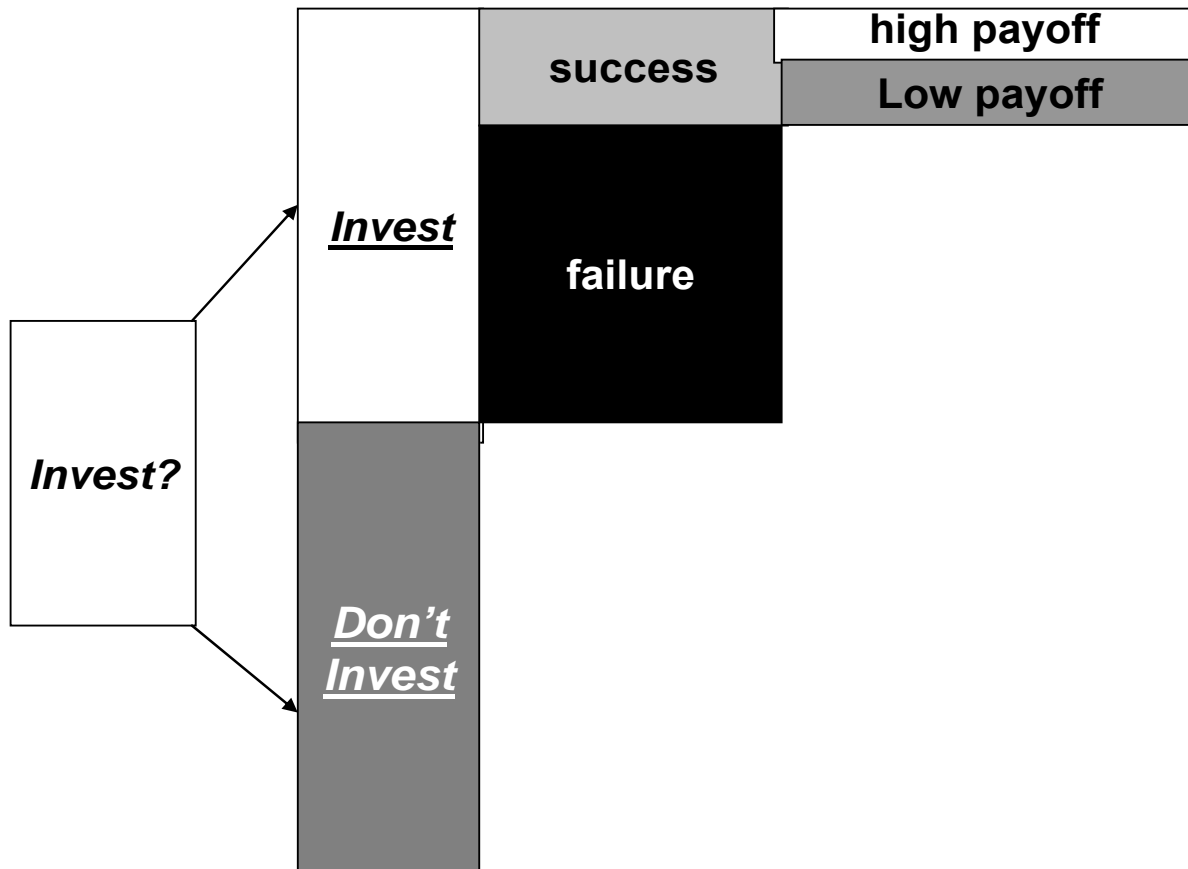 high payoff
success
Low payoff
Invest
failure
Invest?
Don’t
Invest